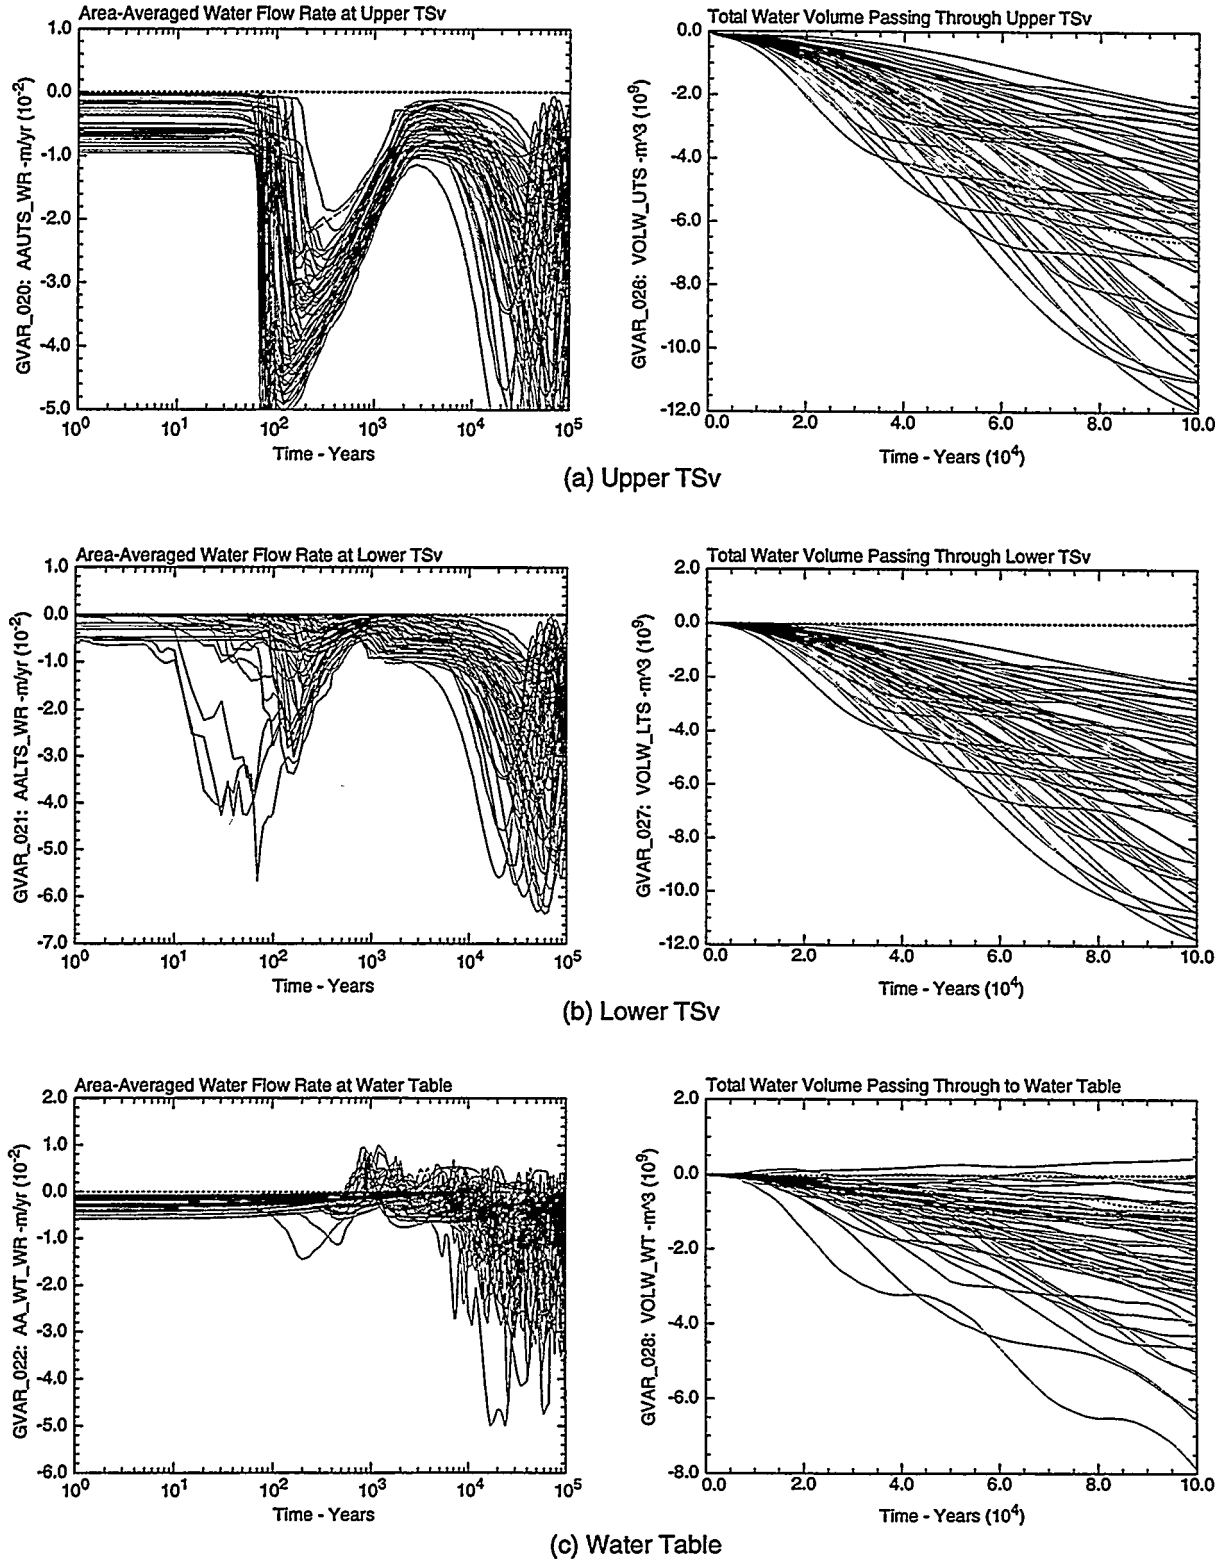 Area-Averaged Water Flow Rate at Upper TSv
1.0
0.0
-1.0
-2.0
-3.0
-4.0
-5.0
GVAR_020: AAUTS_WR -m/yr (10^-2)
10^0 10^1 10^2 10^3 10^4 10^5
Time - Years
Total Water Volume Passing Through Upper TSv
0.0
-2.0
-4.0
-6.0
-8.0
-10.0
-12.0
GVAR_026: VOLW_UTS -m^3 (10^9)
0.0 2.0 4.0 6.0 8.0 10.0
Time - Years (10^4)
(a) Upper TSv
Area-Averaged Water Flow Rate at Lower TSv
1.0
0.0
-1.0
-2.0
-3.0
-4.0
-5.0
-6.0
-7.0
GVAR_021: AALTS_WR -m/yr (10^-2)
10^0 10^1 10^2 10^3 10^4 10^5
Time - Years
Total Water Volume Passing Through Lower TSv
2.0
0.0
-2.0
-4.0
-6.0
-8.0
-10.0
-12.0
GVAR_027: VOLW_LTS -m^3 (10^9)
0.0 2.0 4.0 6.0 8.0 10.0
Time - Years (10^4)
(b) Lower TSv
Area-Averaged Water Flow Rate at Water Table
2.0
1.0
0.0
-1.0
-2.0
-3.0
-4.0
-5.0
-6.0
GVAR_022: AA_WT_WR -m/yr (10^-2)
10^0 10^1 10^2 10^3 10^4 10^5
Time - Years
Total Water Volume Passing Through to Water Table
2.0
0.0
-2.0
-4.0
-6.0
-8.0
GVAR_028: VOLW_WT -m^3 (10^9)
0.0 2.0 4.0 6.0 8.0 10.0
Time - Years (10^4)
(c) Water Table